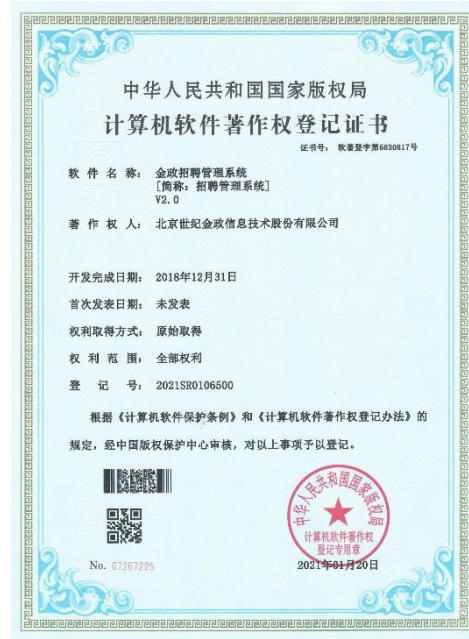 中华人民共和国国家版权局
计算机软件著作权登记证书
证书号： 软著登字第6830817号
软件名称： 金政招聘管理系统
[简称：招聘管理系统]
V2.0
著作权人： 北京世纪金政信息技术股份有限公司
开发完成日期： 2018年12月31日
首次发表日期： 未发表
权利取得方式： 原始取得
权利范围： 全部权利
登记号： 2021SR0106500
根据《计算机软件保护条例》和《计算机软件著作权登记办法》的
规定，经中国版权保护中心审核，对以上事项予以登记。
中华人民共和国国家版权局
计算机软件著作权
登记专用章
No. 07267225
2021年01月20日